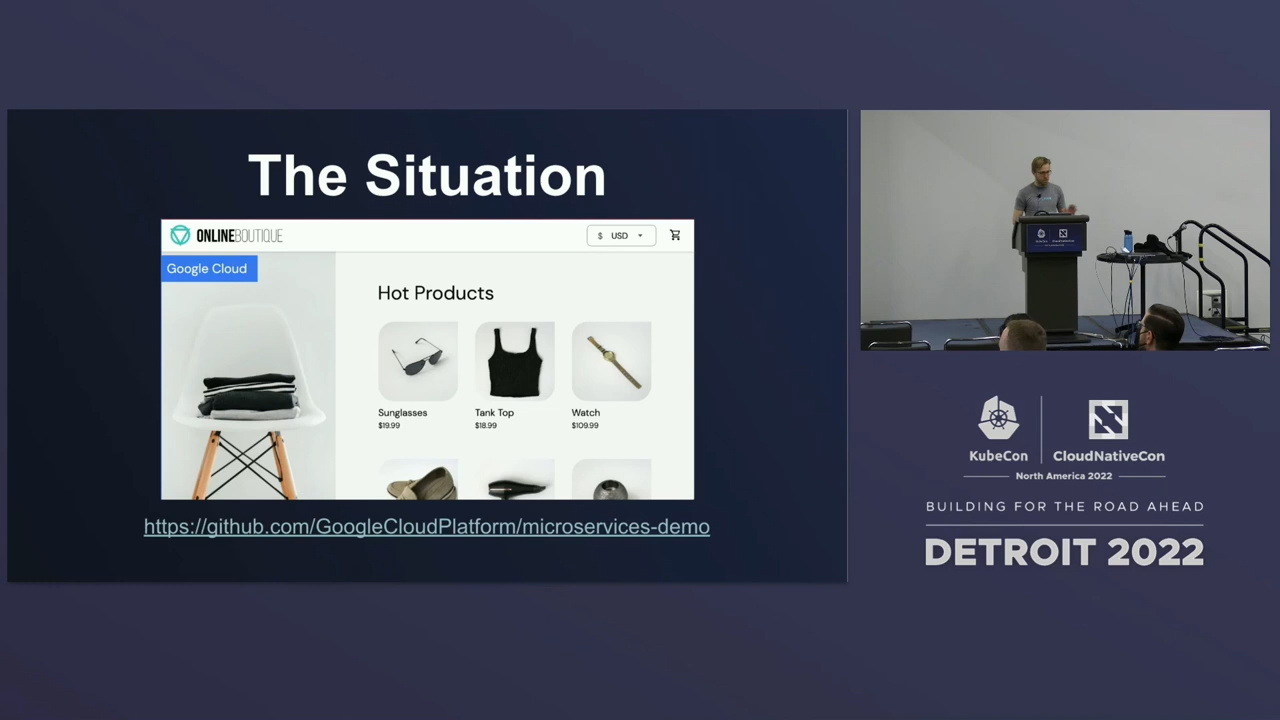 The Situation
ONLINEBOUTIQUE
$ USD
Google Cloud
Hot Products
Sunglasses
$19.99
Tank Top
$18.99
Watch
$109.99
https://github.com/GoogleCloudPlatform/microservices-demo
KubeCon
CloudNativeCon
North America 2022
BUILDING FOR THE ROAD AHEAD
DETROIT 2022